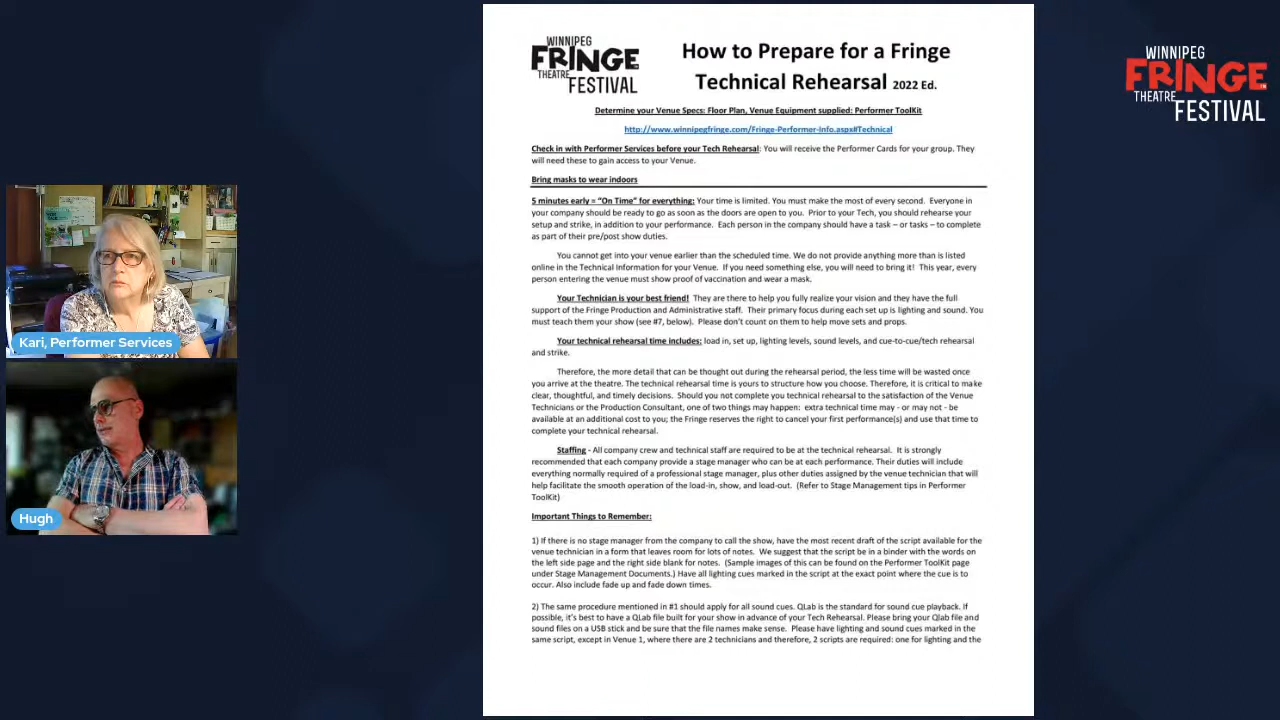 WINNIPEG
FRINGE
THEATRE
FESTIVAL
How to Prepare for a Fringe
Technical Rehearsal 2022 Ed.
Determine your Venue Specs: Floor Plan, Venue Equipment supplied: Performer ToolKit
http://www.winnipegfringe.com/Fringe-Performer-Info.aspx#Technical
Check in with Performer Services before your Tech Rehearsal: You will receive the Performer Cards for your group. They
will need these to gain access to your Venue.
Bring masks to wear indoors
5 minutes early = "On Time" for everything: Your time is limited. You must make the most of every second. Everyone in
your company should be ready to go as soon as the doors are open to you. Prior to your Tech, you should rehearse your
setup and strike, in addition to your performance. Each person in the company should have a task – or tasks – to complete
as part of their pre/post show duties.
You cannot get into your venue earlier than the scheduled time. We do not provide anything more than is listed
online in the Technical Information for your Venue. If you need something else, you will need to bring it! This year, every
person entering the venue must show proof of vaccination and wear a mask.
Your Technician is your best friend! They are there to help you fully realize your vision and they have the full
support of the Fringe Production and Administrative staff. Their primary focus during each set up is lighting and sound. You
must teach them your show (see #7, below). Please don't count on them to help move sets and props.
Your technical rehearsal time includes: load in, set up, lighting levels, sound levels, and cue-to-cue/tech rehearsal
and strike.
Therefore, the more detail that can be thought out during the rehearsal period, the less time will be wasted once
you arrive at the theatre. The technical rehearsal time is yours to structure how you choose. Therefore, it is critical to make
clear, thoughtful, and timely decisions. Should you not complete you technical rehearsal to the satisfaction of the Venue
Technicians or the Production Consultant, one of two things may happen: extra technical time may - or may not - be
available at an additional cost to you; the Fringe reserves the right to cancel your first performance(s) and use that time to
complete your technical rehearsal.
Staffing - All company crew and technical staff are required to be at the technical rehearsal. It is strongly
recommended that each company provide a stage manager who can be at each performance. Their duties will include
everything normally required of a professional stage manager, plus other duties assigned by the venue technician that will
help facilitate the smooth operation of the load-in, show, and load-out. (Refer to Stage Management tips in Performer
ToolKit)
Important Things to Remember:
1) If there is no stage manager from the company to call the show, have the most recent draft of the script available for the
venue technician in a form that leaves room for lots of notes. We suggest that the script be in a binder with the words on
the left side page and the right side blank for notes. (Sample images of this can be found on the Performer ToolKit page
under Stage Management Documents.) Have all lighting cues marked in the script at the exact point where the cue is to
occur. Also include fade up and fade down times.
2) The same procedure mentioned in #1 should apply for all sound cues. QLab is the standard for sound cue playback. If
possible, it's best to have a QLab file built for your show in advance of your Tech Rehearsal. Please bring your Qlab file and
sound files on a USB stick and be sure that the file names make sense. Please have lighting and sound cues marked in the
same script, except in Venue 1, where there are 2 technicians and therefore, 2 scripts are required: one for lighting and the
WINNIPEG
FRINGE
THEATRE
FESTIVAL
Kari, Performer Services
Hugh